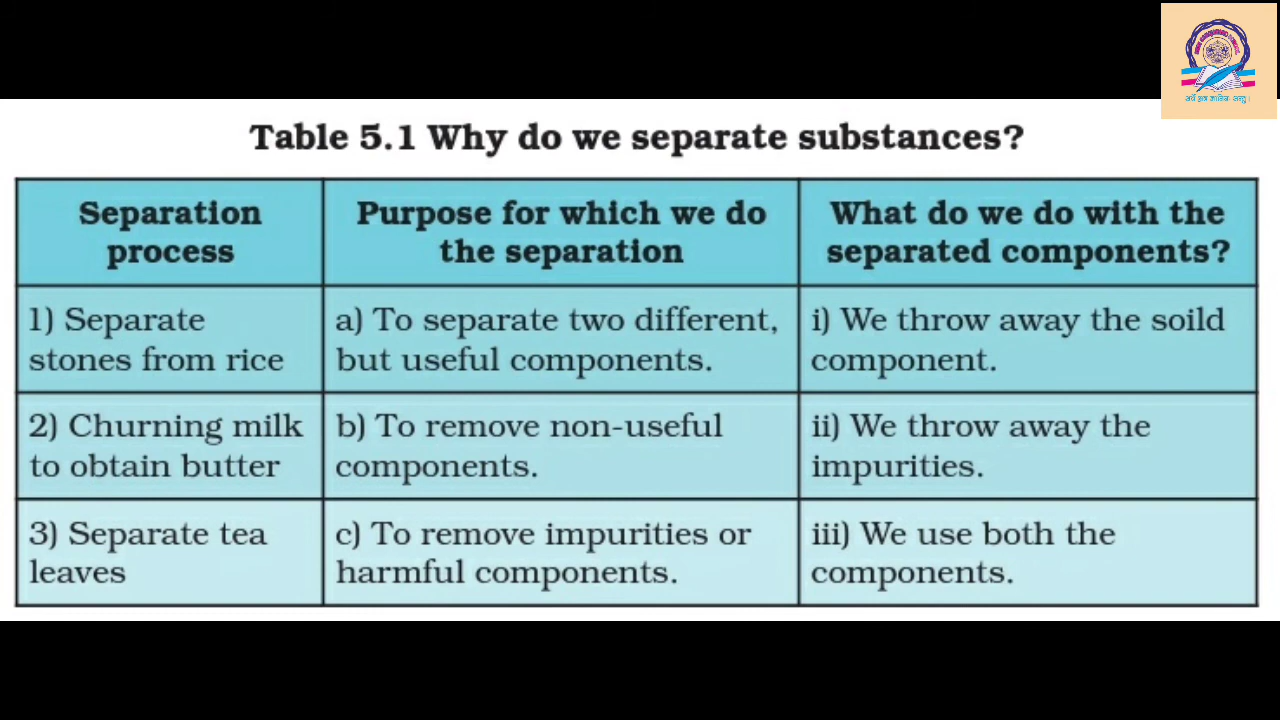 Table 5.1 Why do we separate substances?
Separation
process
Purpose for which we do
the separation
What do we do with the
separated components?
1) Separate
stones from rice
a) To separate two different,
but useful components.
i) We throw away the soild
component.
2) Churning milk
to obtain butter
b) To remove non-useful
components.
ii) We throw away the
impurities.
3) Separate tea
leaves
c) To remove impurities or
harmful components.
iii) We use both the
components.